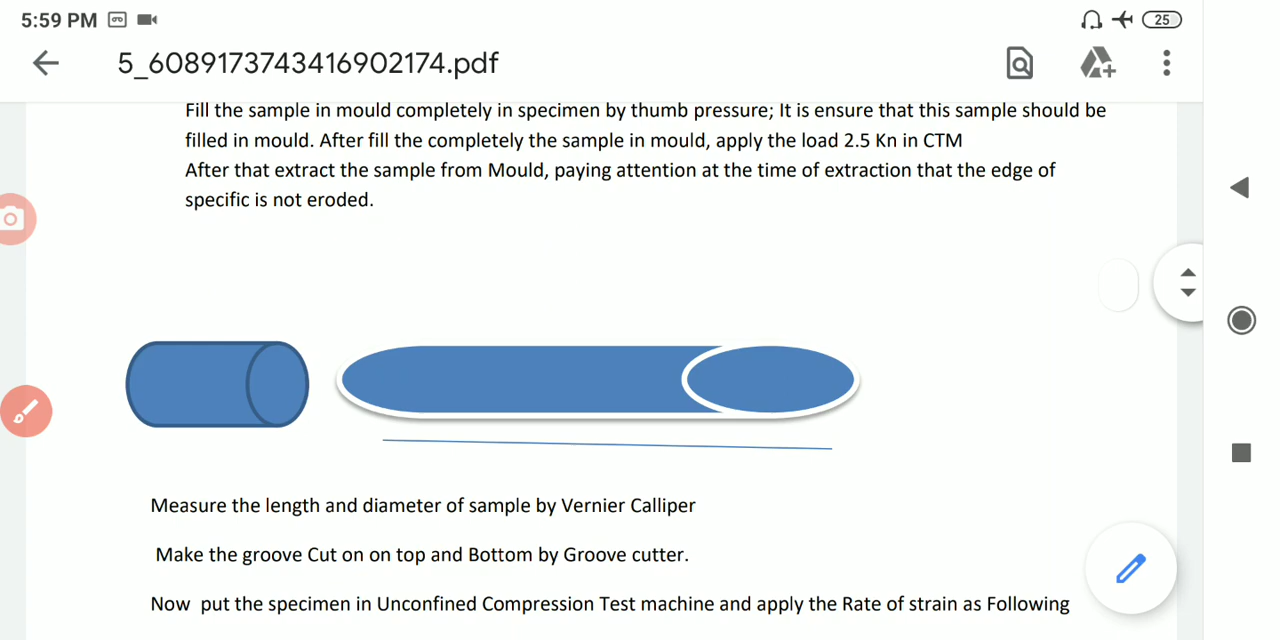 5:59 PM
25
5_6089173743416902174.pdf
Fill the sample in mould completely in specimen by thumb pressure; It is ensure that this sample should be
filled in mould. After fill the completely the sample in mould, apply the load 2.5 Kn in CTM
After that extract the sample from Mould, paying attention at the time of extraction that the edge of
specific is not eroded.
Measure the length and diameter of sample by Vernier Calliper
Make the groove Cut on on top and Bottom by Groove cutter.
Now put the specimen in Unconfined Compression Test machine and apply the Rate of strain as Following